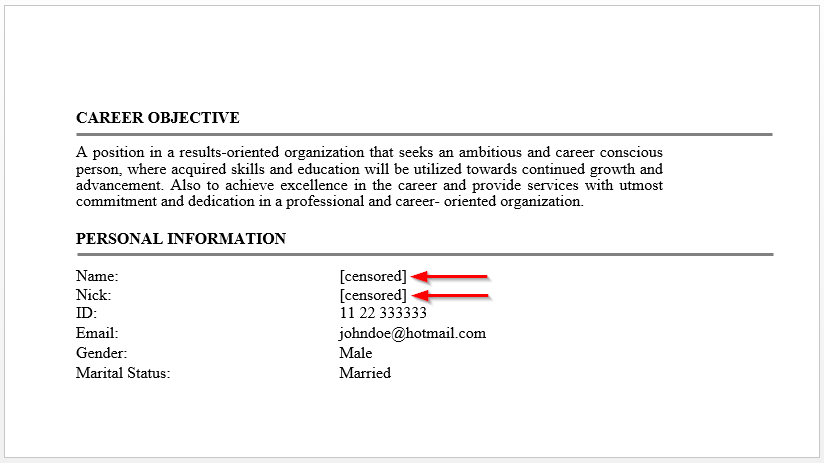 CAREER OBJECTIVE
A position in a results-oriented organization that seeks an ambitious and career conscious
person, where acquired skills and education will be utilized towards continued growth and
advancement. Also to achieve excellence in the career and provide services with utmost
commitment and dedication in a professional and career- oriented organization.
PERSONAL INFORMATION
Name: [censored]
Nick: [censored]
ID: 11 22 333333
Email: johndoe@hotmail.com
Gender: Male
Marital Status: Married